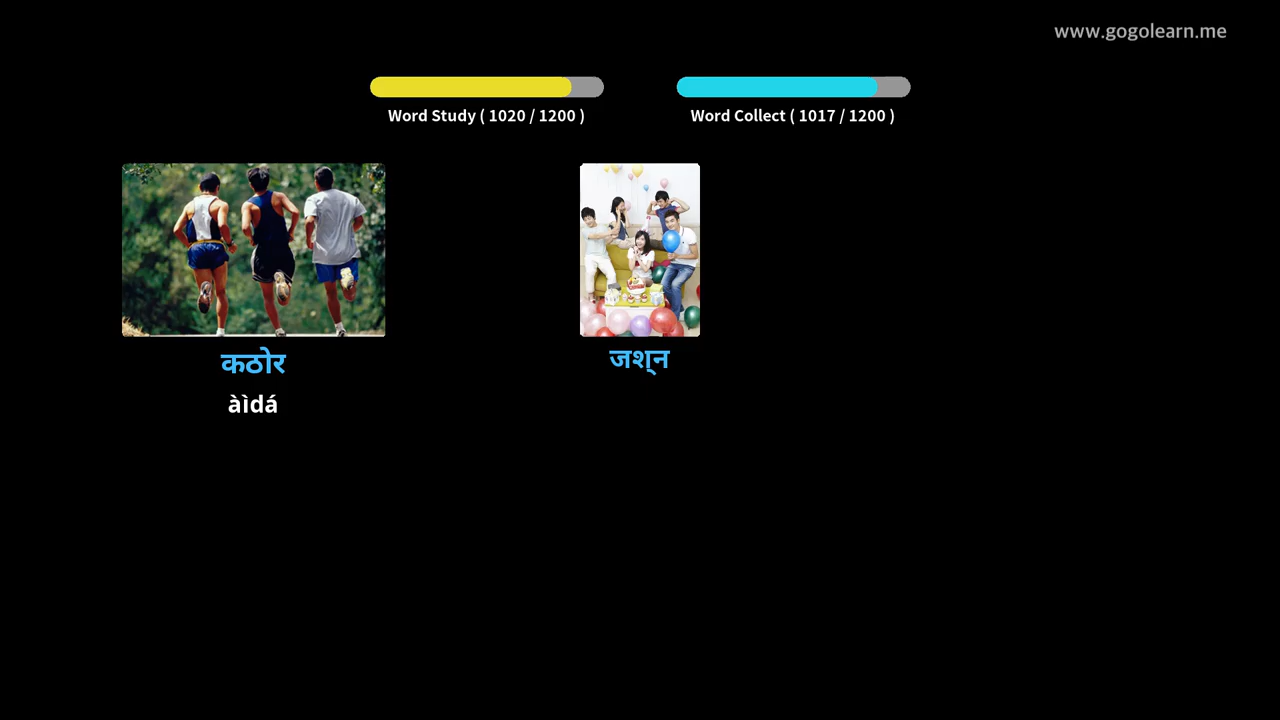 www.gogolearn.me
Word Study ( 1020 / 1200 )
Word Collect ( 1017 / 1200 )
कठोर
àìdá
जश्‌न